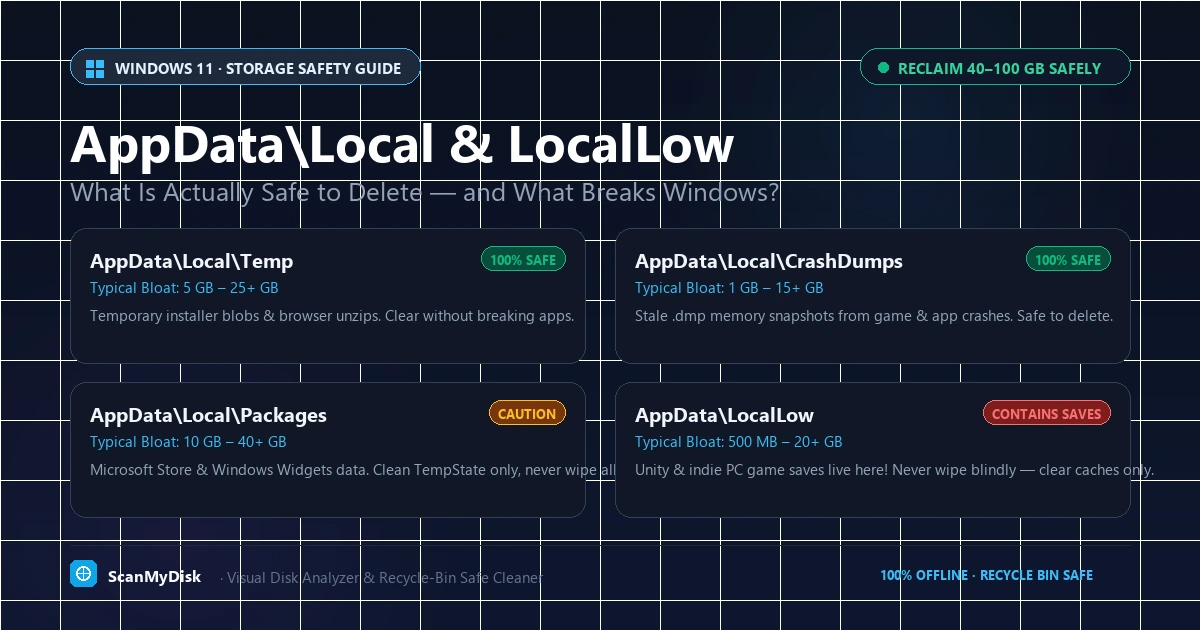 WINDOWS 11 · STORAGE SAFETY GUIDE
RECLAIM 40–100 GB SAFELY
AppData\Local & LocalLow
What Is Actually Safe to Delete — and What Breaks Windows?
AppData\Local\Temp
100% SAFE
Typical Bloat: 5 GB – 25+ GB
Temporary installer blobs & browser unzips. Clear without breaking apps.
AppData\Local\CrashDumps
100% SAFE
Typical Bloat: 1 GB – 15+ GB
Stale .dmp memory snapshots from game & app crashes. Safe to delete.
AppData\Local\Packages
CAUTION
Typical Bloat: 10 GB – 40+ GB
Microsoft Store & Windows Widgets data. Clean TempState only, never wipe all
AppData\LocalLow
CONTAINS SAVES
Typical Bloat: 500 MB – 20+ GB
Unity & indie PC game saves live here! Never wipe blindly — clear caches only.
ScanMyDisk · Visual Disk Analyzer & Recycle-Bin Safe Cleaner
100% OFFLINE · RECYCLE BIN SAFE